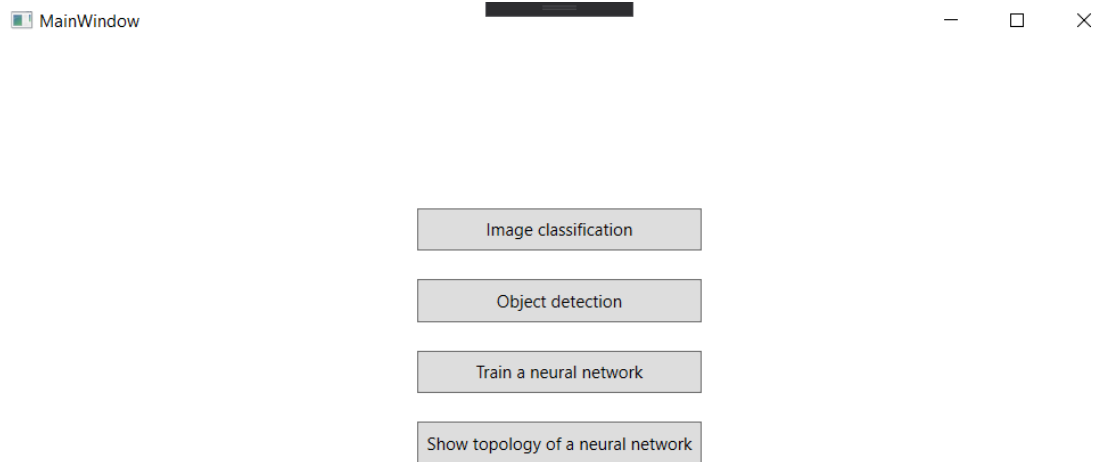 MainWindow
Image classification
Object detection
Train a neural network
Show topology of a neural network